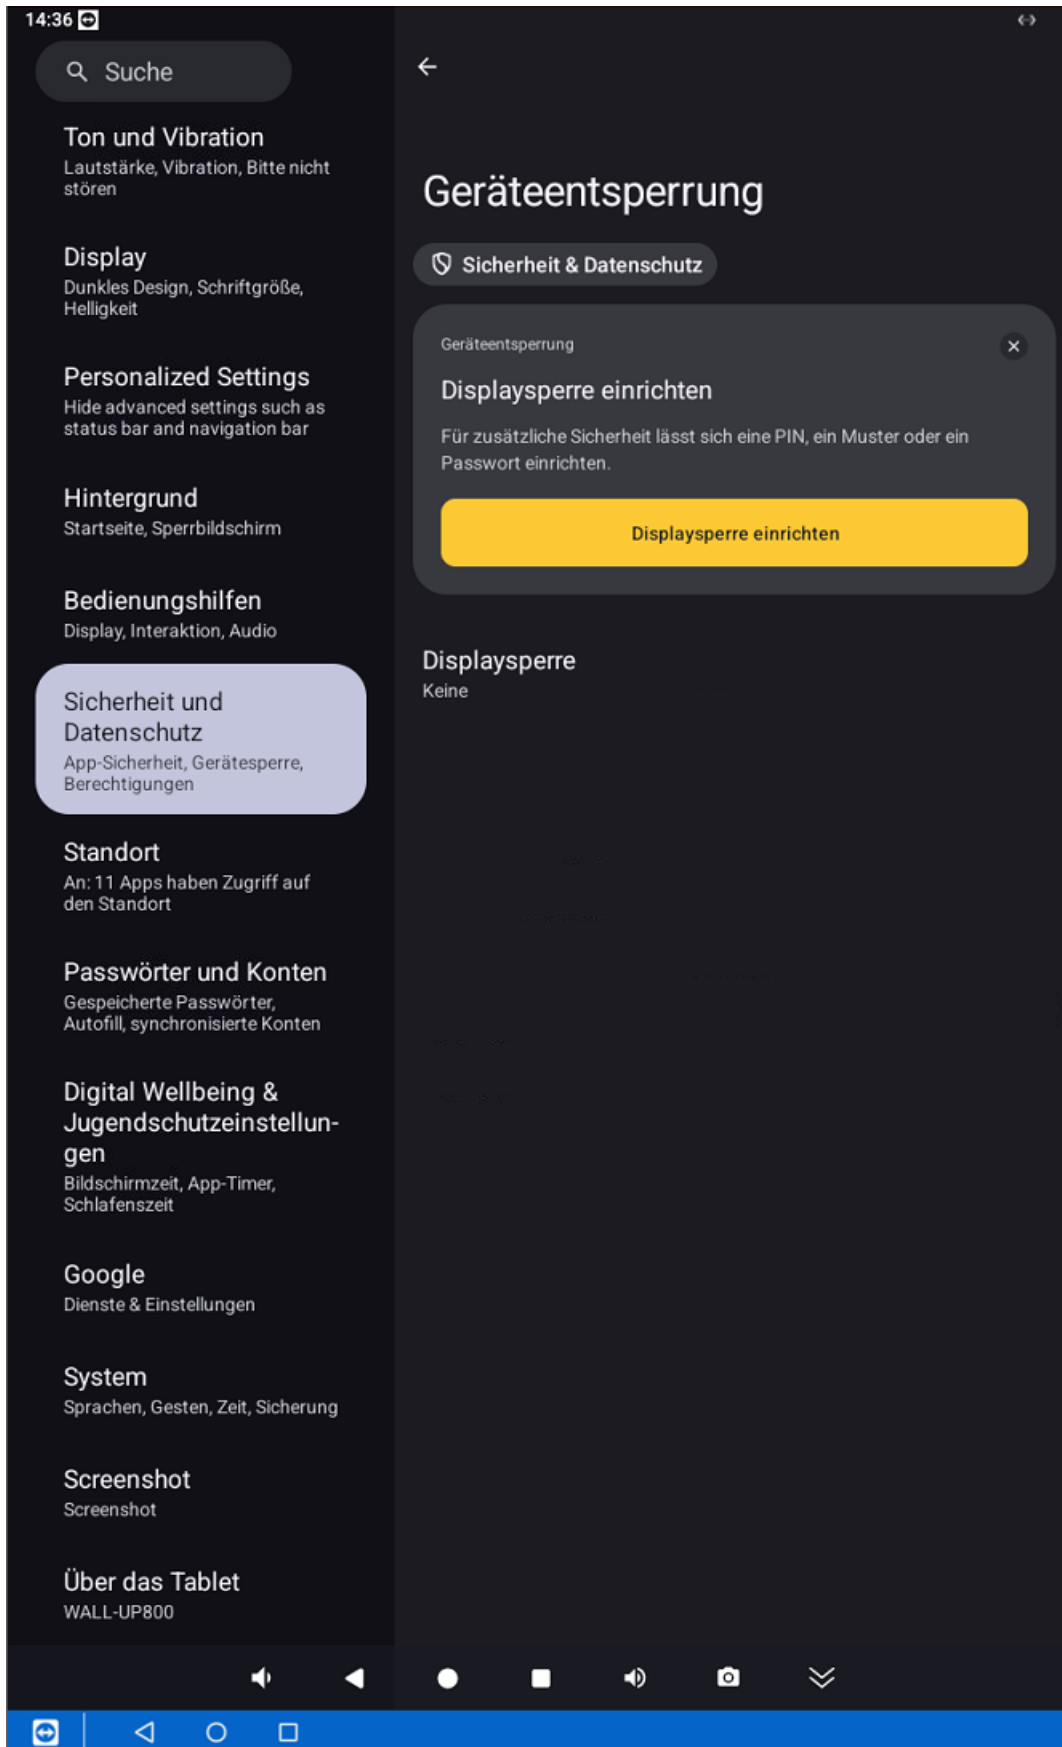 14:36
Suche
Ton und Vibration
Lautstärke, Vibration, Bitte nicht
stören
Display
Dunkles Design, Schriftgröße,
Helligkeit
Personalized Settings
Hide advanced settings such as
status bar and navigation bar
Hintergrund
Startseite, Sperrbildschirm
Bedienungshilfen
Display, Interaktion, Audio
Sicherheit und
Datenschutz
App-Sicherheit, Gerätesperre,
Berechtigungen
Standort
An: 11 Apps haben Zugriff auf
den Standort
Passwörter und Konten
Gespeicherte Passwörter,
Autofill, synchronisierte Konten
Digital Wellbeing &
Jugendschutzeinstellun-
gen
Bildschirmzeit, App-Timer,
Schlafenszeit
Google
Dienste & Einstellungen
System
Sprachen, Gesten, Zeit, Sicherung
Screenshot
Screenshot
Über das Tablet
WALL-UP800
Geräteentsperrung
Sicherheit & Datenschutz
Geräteentsperrung
Displaysperre einrichten
Für zusätzliche Sicherheit lässt sich eine PIN, ein Muster oder ein
Passwort einrichten.
Displaysperre einrichten
Displaysperre
Keine